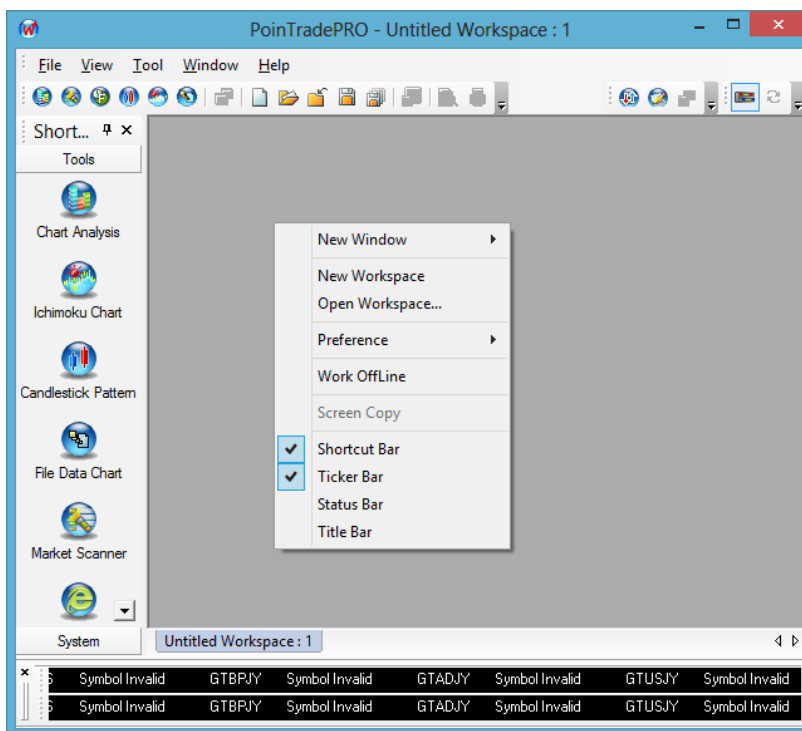 PoinTradePRO - Untitled Workspace : 1
File View Tool Window Help
Short...
Tools
Chart Analysis
Ichimoku Chart
Candlestick Pattern
File Data Chart
Market Scanner
System
New Window
New Workspace
Open Workspace...
Preference
Work OffLine
Screen Copy
Shortcut Bar
Ticker Bar
Status Bar
Title Bar
Untitled Workspace : 1
Symbol Invalid GTBPJY Symbol Invalid GTADJY Symbol Invalid GTUSJY Symbol Invalid
Symbol Invalid GTBPJY Symbol Invalid GTADJY Symbol Invalid GTUSJY Symbol Invalid